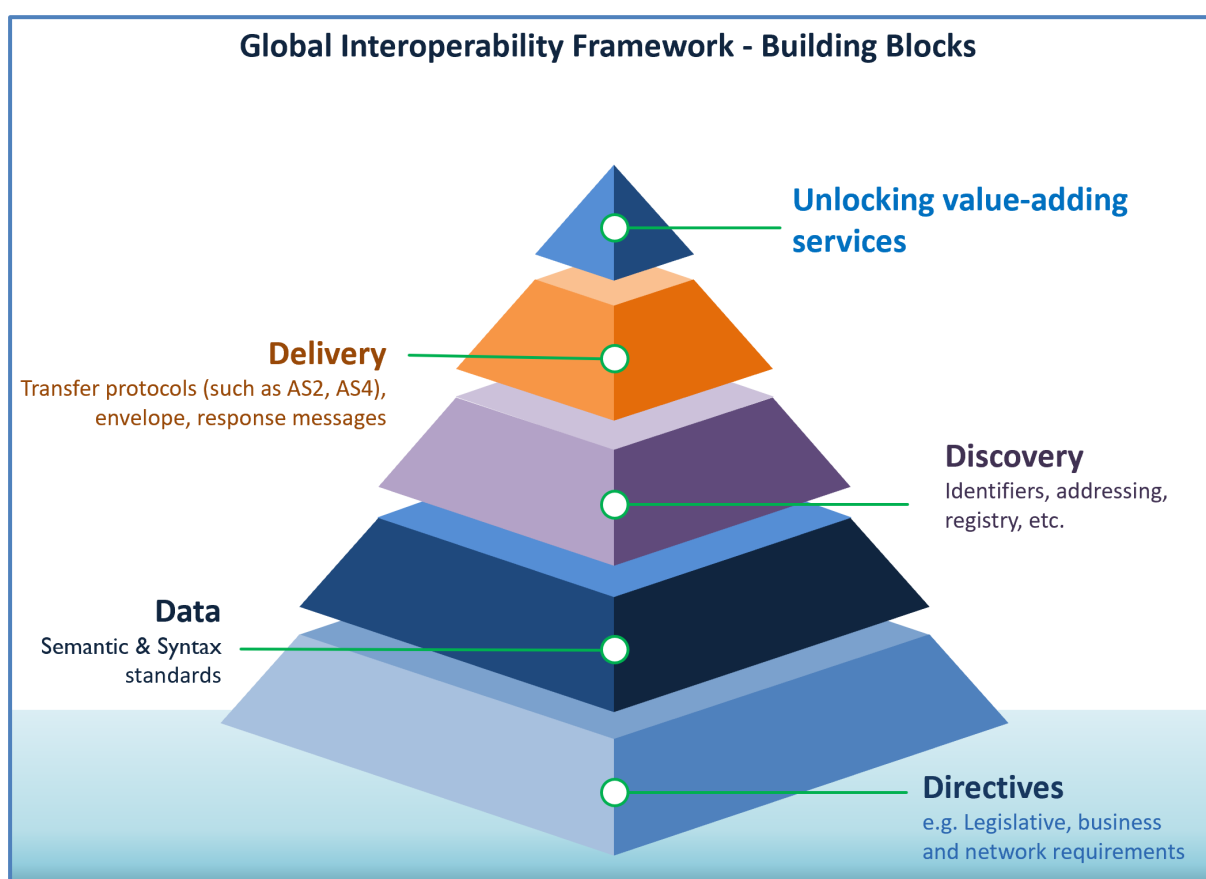 Global Interoperability Framework - Building Blocks
Unlocking value-adding
services
Delivery
Transfer protocols (such as AS2, AS4),
envelope, response messages
Discovery
Identifiers, addressing,
registry, etc.
Data
Semantic & Syntax
standards
Directives
e.g. Legislative, business
and network requirements